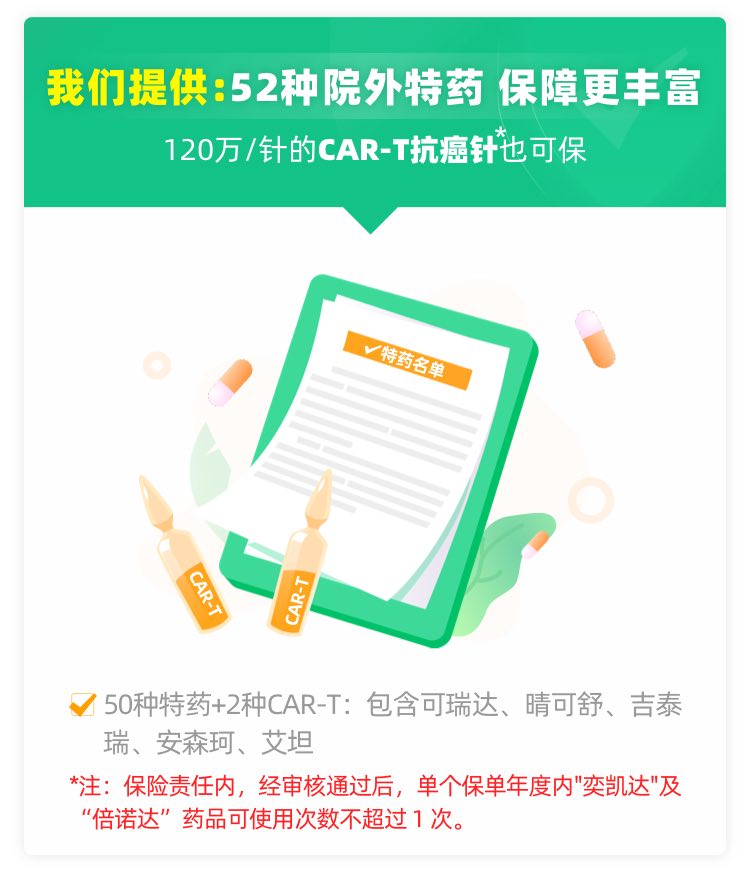 我们提供:52种院外特药 保障更丰富
120万/针的CAR-T抗癌针*也可保
特药名单
CAR-T
CAR-T
50种特药+2种CAR-T：包含可瑞达、晴可舒、吉泰
瑞、安森珂、艾坦
*注：保险责任内，经审核通过后，单个保单年度内"奕凯达"及
“倍诺达” 药品可使用次数不超过 1 次。